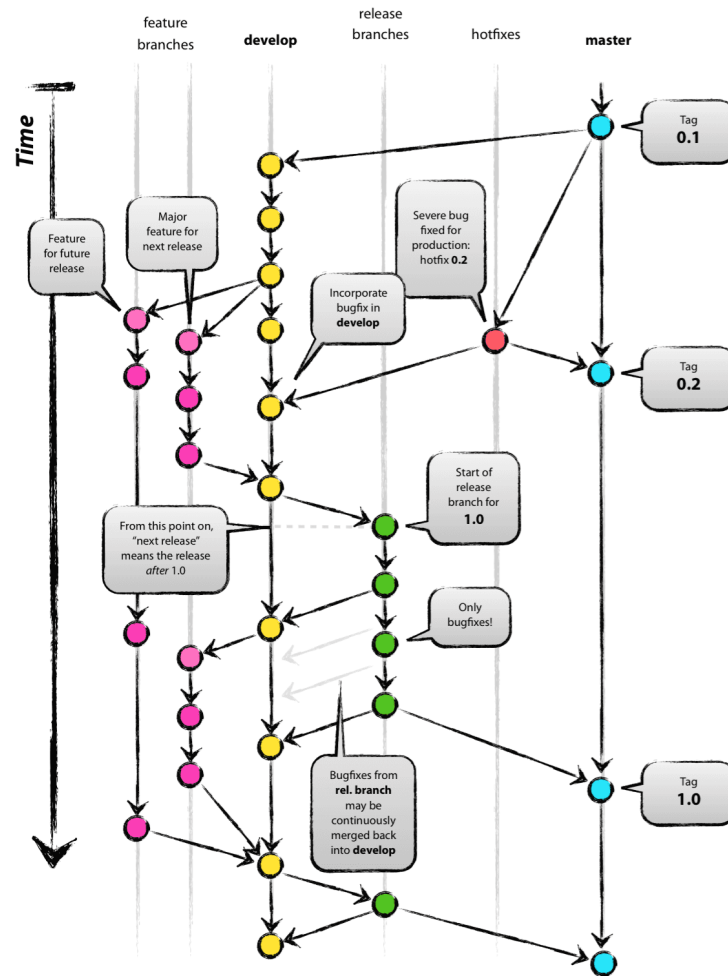 feature
branches
develop
release
branches
hotfixes
master
Time
Tag
0.1
Feature
for future
release
Major
feature for
next release
Severe bug
fixed for
production:
hotfix 0.2
Incorporate
bugfix in
develop
Tag
0.2
Start of
release
branch for
1.0
From this point on,
“next release”
means the release
after 1.0
Only
bugfixes!
Bugfixes from
rel. branch
may be
continuously
merged back
into develop
Tag
1.0